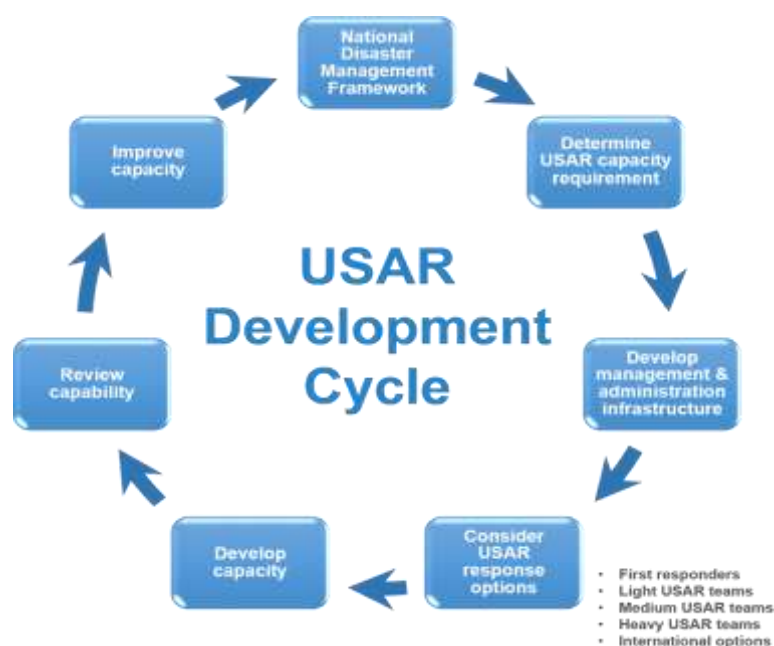 National
Disaster
Management
Framework
Determine
USAR capacity
requirement
Develop
management &
administration
infrastructure
Consider
USAR
response
options
• First responders
• Light USAR teams
• Medium USAR teams
• Heavy USAR teams
• International options
Develop
capacity
Review
capability
Improve
capacity
USAR
Development
Cycle